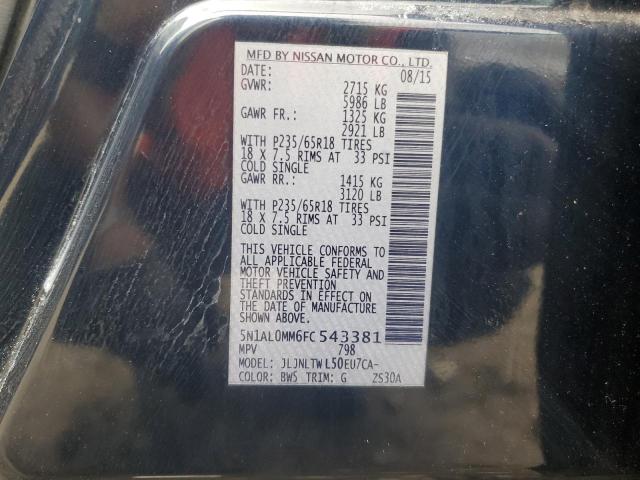 MFD BY NISSAN MOTOR CO., LTD.
DATE: 08/15
GVWR: 2715 KG
5986 LB
GAWR FR.: 1325 KG
2921 LB
WITH P235/65R18 TIRES
18 X 7.5 RIMS AT 33 PSI
COLD SINGLE
GAWR RR.: 1415 KG
3120 LB
WITH P235/65R18 TIRES
18 X 7.5 RIMS AT 33 PSI
COLD SINGLE
THIS VEHICLE CONFORMS TO
ALL APPLICABLE FEDERAL
MOTOR VEHICLE SAFETY AND
THEFT PREVENTION
STANDARDS IN EFFECT ON
THE DATE OF MANUFACTURE
SHOWN ABOVE.
5N1AL0MM6FC 543381
MPV 798
MODEL: JLJNLTW L50EU7CA-
COLOR: BW5 TRIM: G ZS30A